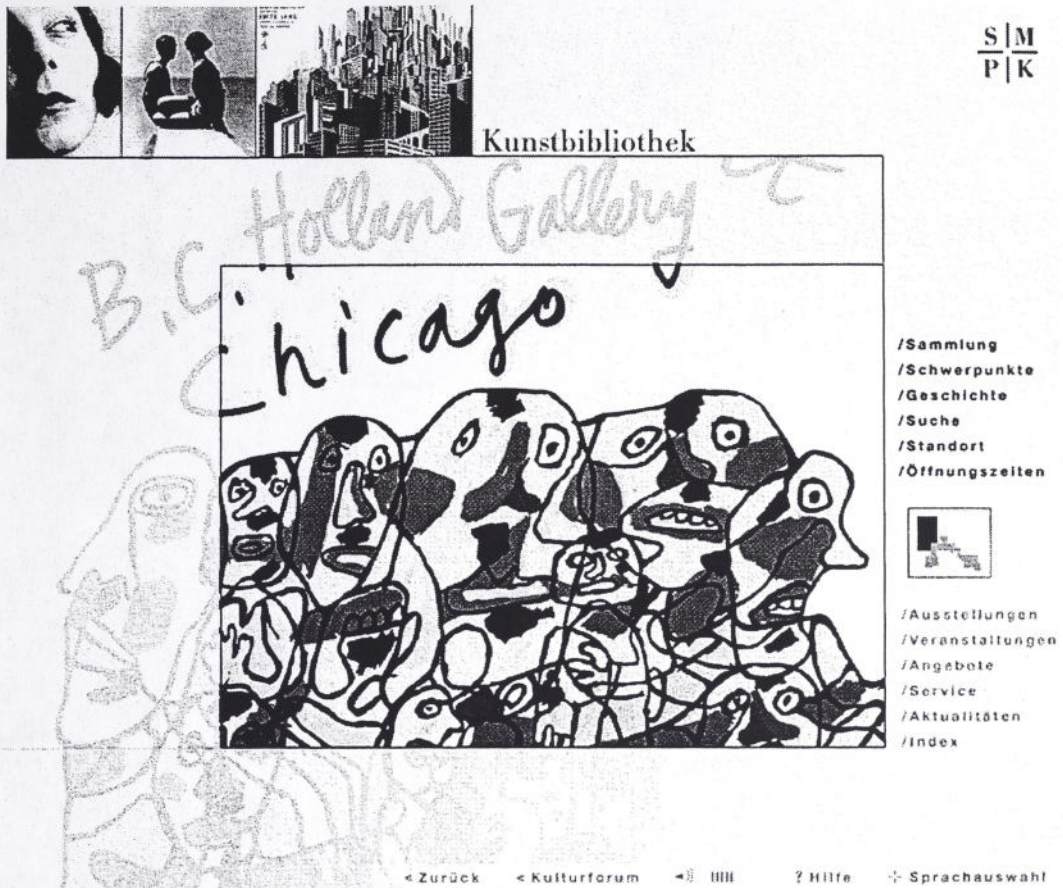 S | M
P | K
Kunstbibliothek
B.C. Holland Gallery
Chicago
/Sammlung
/Schwerpunkte
/Geschichte
/Suche
/Standort
/Öffnungszeiten
/Ausstellungen
/Veranstaltungen
/Angebote
/Service
/Aktualitäten
/Index
< Zurück < Kulturforum ? Hilfe Sprachauswahl